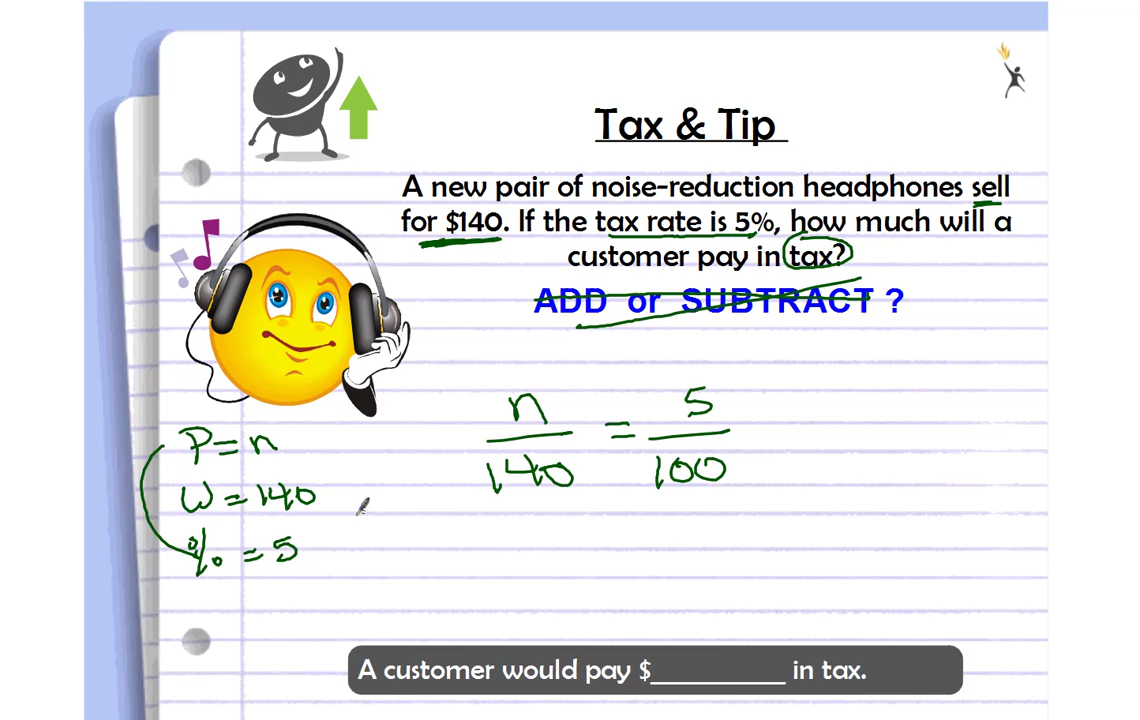 Tax & Tip
A new pair of noise-reduction headphones sell
for $140. If the tax rate is 5%, how much will a
customer pay in tax?
ADD or SUBTRACT ?
n/140 = 5/100
P = n
W = 140
% = 5
A customer would pay $__________ in tax.